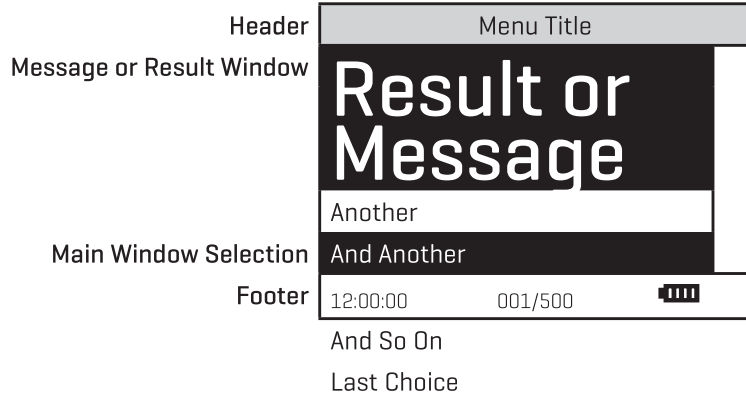 Header
Menu Title
Message or Result Window
Result or
Message
Another
Main Window Selection
And Another
Footer
12:00:00 001/500
And So On
Last Choice